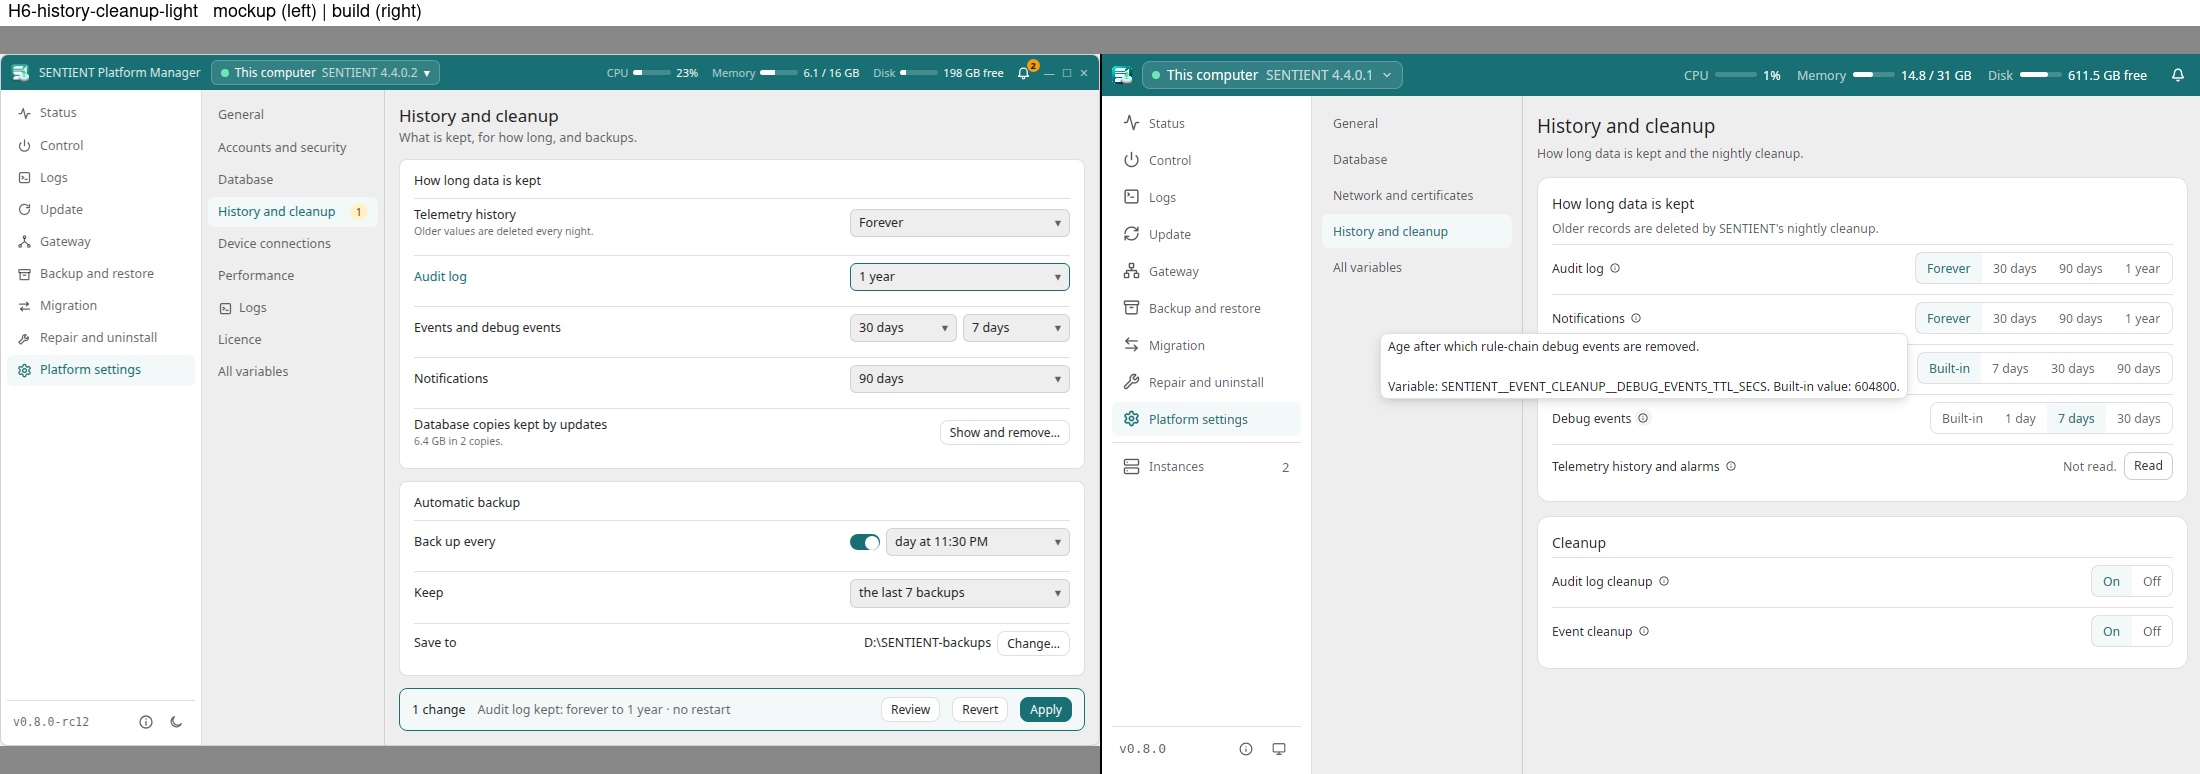 H6-history-cleanup-light mockup (left) | build (right)
SENTIENT Platform Manager
This computer SENTIENT 4.4.0.2
CPU 23% Memory 6.1 / 16 GB Disk 198 GB free 2
Status
Control
Logs
Update
Gateway
Backup and restore
Migration
Repair and uninstall
Platform settings
v0.8.0-rc12
General
Accounts and security
Database
History and cleanup 1
Device connections
Performance
Logs
Licence
All variables
History and cleanup
What is kept, for how long, and backups.
How long data is kept
Telemetry history
Older values are deleted every night.
Forever
Audit log
1 year
Events and debug events
30 days 7 days
Notifications
90 days
Database copies kept by updates
6.4 GB in 2 copies.
Show and remove...
Automatic backup
Back up every
day at 11:30 PM
Keep
the last 7 backups
Save to
D:\SENTIENT-backups Change...
1 change Audit log kept: forever to 1 year · no restart
Review Revert Apply
This computer SENTIENT 4.4.0.1
CPU 1% Memory 14.8 / 31 GB Disk 611.5 GB free
Status
Control
Logs
Update
Gateway
Backup and restore
Migration
Repair and uninstall
Platform settings
Instances 2
v0.8.0
General
Database
Network and certificates
History and cleanup
All variables
History and cleanup
How long data is kept and the nightly cleanup.
How long data is kept
Older records are deleted by SENTIENT's nightly cleanup.
Audit log
Forever 30 days 90 days 1 year
Notifications
Forever 30 days 90 days 1 year
Age after which rule-chain debug events are removed.
Variable: SENTIENT__EVENT_CLEANUP__DEBUG_EVENTS_TTL_SECS. Built-in value: 604800.
Built-in 7 days 30 days 90 days
Debug events
Built-in 1 day 7 days 30 days
Telemetry history and alarms
Not read. Read
Cleanup
Audit log cleanup
On Off
Event cleanup
On Off